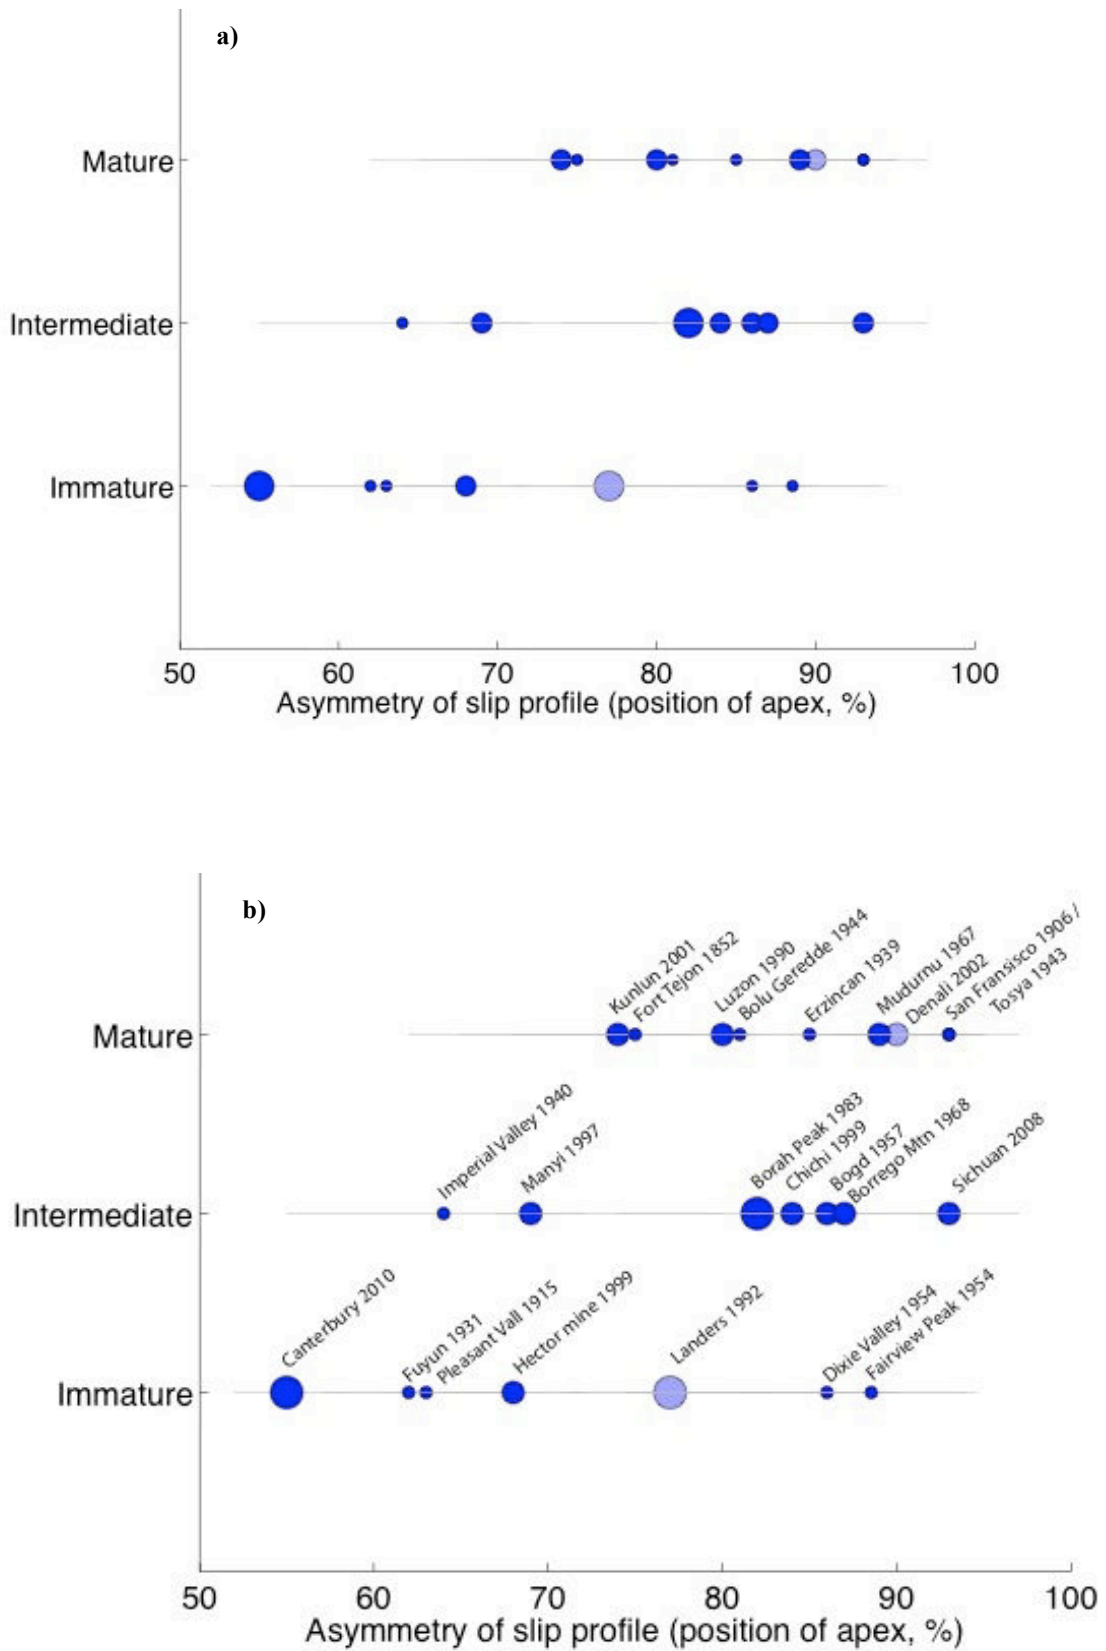 a)
Mature
Intermediate
Immature
50 60 70 80 90 100
Asymmetry of slip profile (position of apex, %)
b)
Kunlun 2001
Fort Tejon 1852
Luzon 1990
Bolu Geredde 1944
Erzincan 1939
Mudurnu 1967
Denali 2002
San Fransisco 1906 /
Tosya 1943
Mature
Imperial Valley 1940
Manyi 1997
Borah Peak 1983
Chichi 1999
Bogd 1957
Borrego Mtn 1968
Sichuan 2008
Intermediate
Canterbury 2010
Fuyun 1931
Pleasant Vall 1915
Hector mine 1999
Landers 1992
Dixie Valley 1954
Fairview Peak 1954
Immature
50 60 70 80 90 100
Asymmetry of slip profile (position of apex, %)